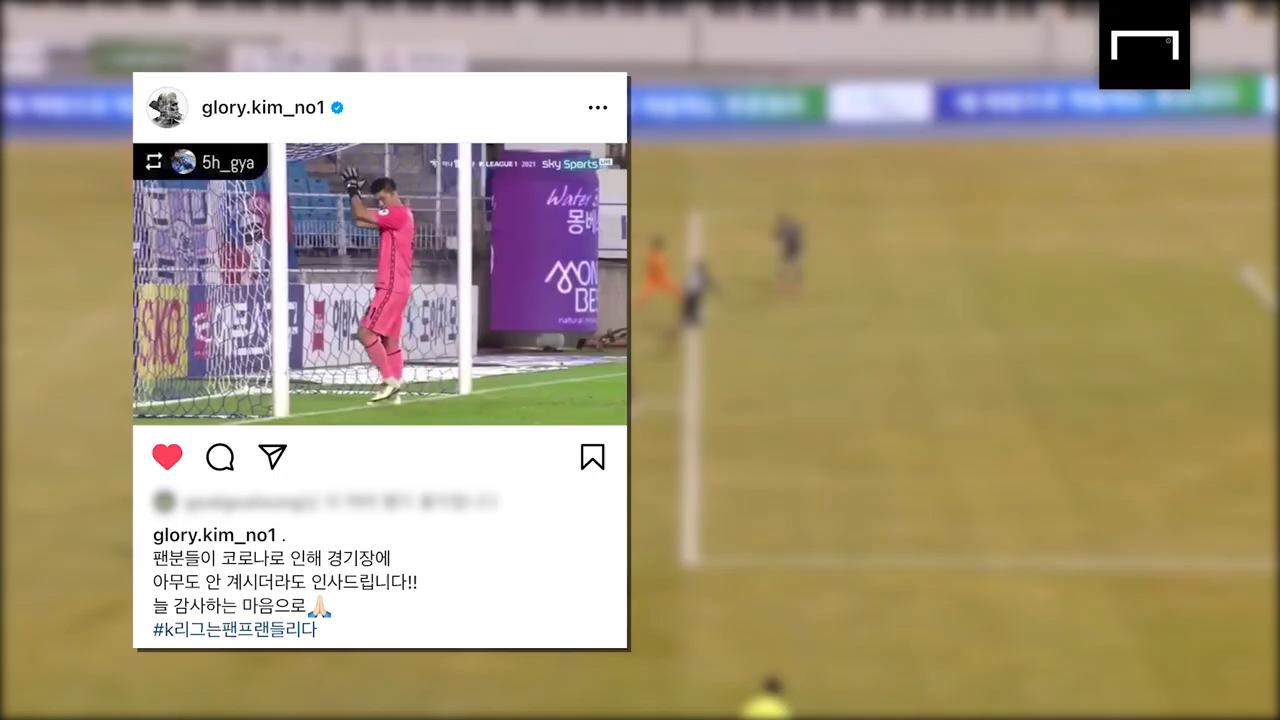 glory.kim_no1
5h_gya
K LEAGUE 1 2021 sky Sports
Water
몽베
MON
BE
natural
SKO
glory.kim_no1 .
팬분들이 코로나로 인해 경기장에
아무도 안 계시더라도 인사드립니다!!
늘 감사하는 마음으로🙏🏻
#k리그는팬프랜들리다